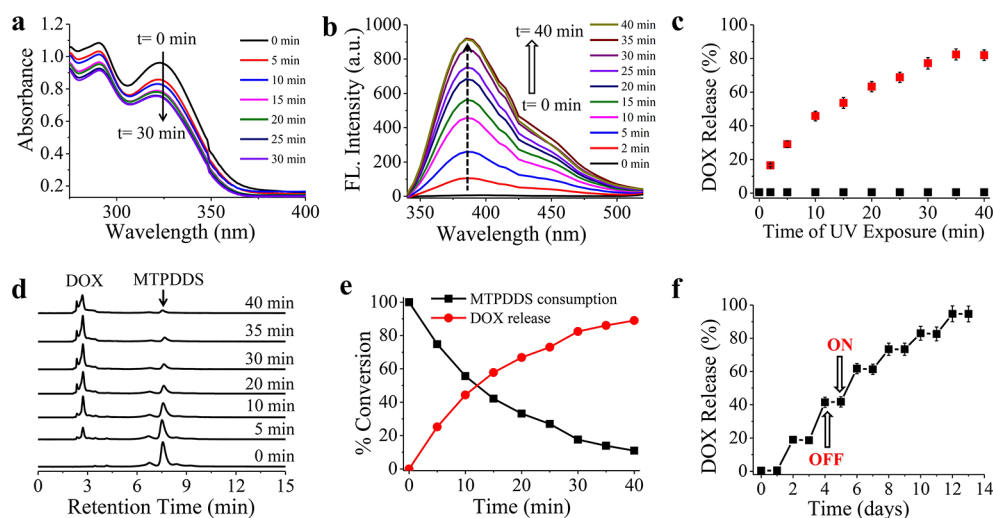 a
t= 0 min
t= 30 min
0 min
5 min
10 min
15 min
20 min
25 min
30 min
1.2
1.0
0.8
0.6
0.4
0.2
Absorbance
300
325
350
375
400
Wavelength (nm)
b
t= 40 min
t= 0 min
40 min
35 min
30 min
25 min
20 min
15 min
10 min
5 min
2 min
0 min
1000
800
600
400
200
0
FL. Intensity (a.u.)
350
400
450
500
Wavelength (nm)
c
100
80
60
40
20
0
DOX Release (%)
0
10
20
30
40
Time of UV Exposure (min)
d
DOX
MTPDDS
40 min
35 min
30 min
20 min
10 min
5 min
0 min
0
3
6
9
12
15
Retention Time (min)
e
MTPDDS consumption
DOX release
100
80
60
40
20
0
% Conversion
0
10
20
30
40
Time (min)
f
ON
OFF
100
80
60
40
20
0
DOX Release (%)
0
2
4
6
8
10
12
14
Time (days)